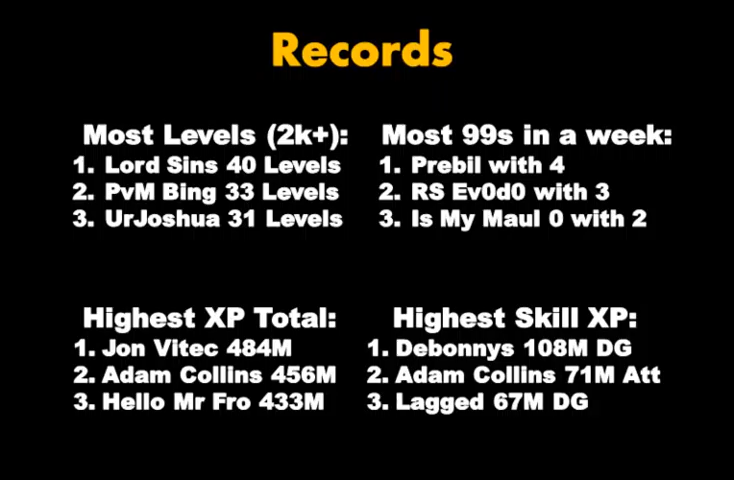 Records
Most Levels (2k+):
1. Lord Sins 40 Levels
2. PvM Bing 33 Levels
3. UrJoshua 31 Levels
Most 99s in a week:
1. Prebil with 4
2. RS Ev0d0 with 3
3. Is My Maul 0 with 2
Highest XP Total:
1. Jon Vitec 484M
2. Adam Collins 456M
3. Hello Mr Fro 433M
Highest Skill XP:
1. Debonnys 108M DG
2. Adam Collins 71M Att
3. Lagged 67M DG